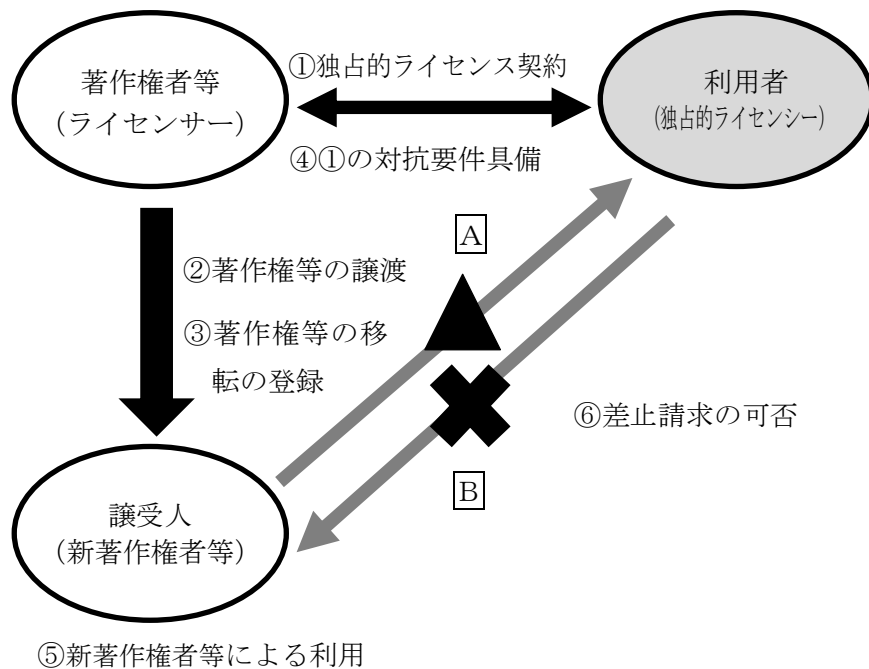 著作権者等
（ライセンサー）
①独占的ライセンス契約
④①の対抗要件具備
利用者
（独占的ライセンシー）
A
②著作権等の譲渡
③著作権等の移
転の登録
⑥差止請求の可否
B
譲受人
（新著作権者等）
⑤新著作権者等による利用